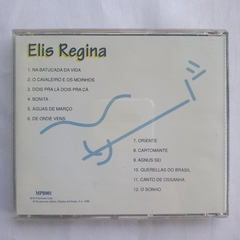 Elis Regina
1. NA BATUCADA DA VIDA
2. O CAVALEIRO E OS MOINHOS
3. DOIS PRA LÁ DOIS PRA CÁ
4. BONITA
5. AGUAS DE MARÇO
6. DE ONDE VENS
7. ORIENTE
8. CARTOMANTE
9. AGNUS SEI
10. QUERELLAS DO BRASIL
11. CANTO DE OSSANHA
12. O SONHO